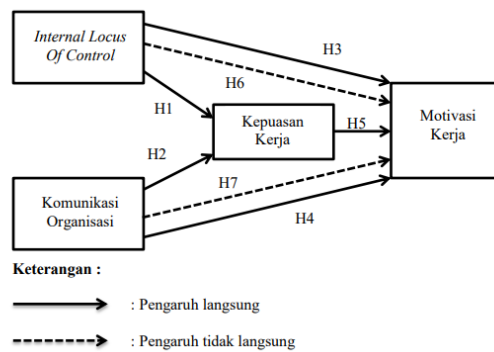 Internal Locus
Of Control
H3
H6
H1
Kepuasan
Kerja
H5
Motivasi
Kerja
H2
H7
Komunikasi
Organisasi
H4
Keterangan :
: Pengaruh langsung
: Pengaruh tidak langsung